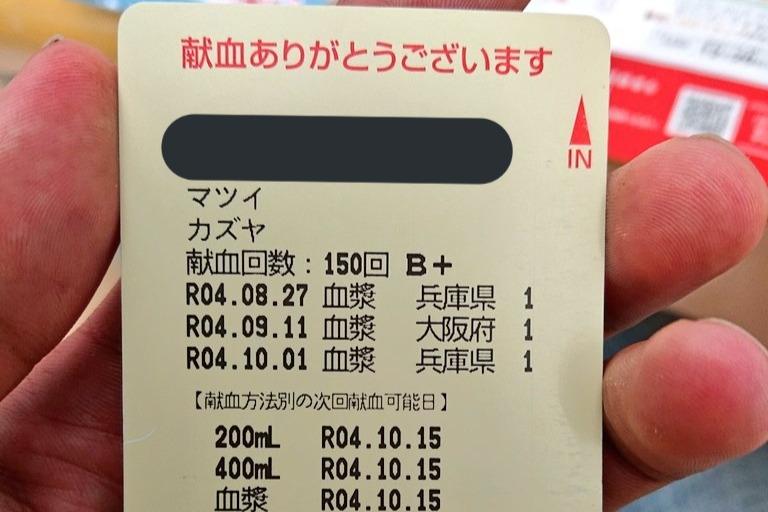 献血ありがとうございます
IN
マツイ
カズヤ
献血回数:150回 B+
R04.08.27 血漿 兵庫県 1
R04.09.11 血漿 大阪府 1
R04.10.01 血漿 兵庫県 1
【献血方法別の次回献血可能日】
200mL R04.10.15
400mL R04.10.15
血漿 R04.10.15